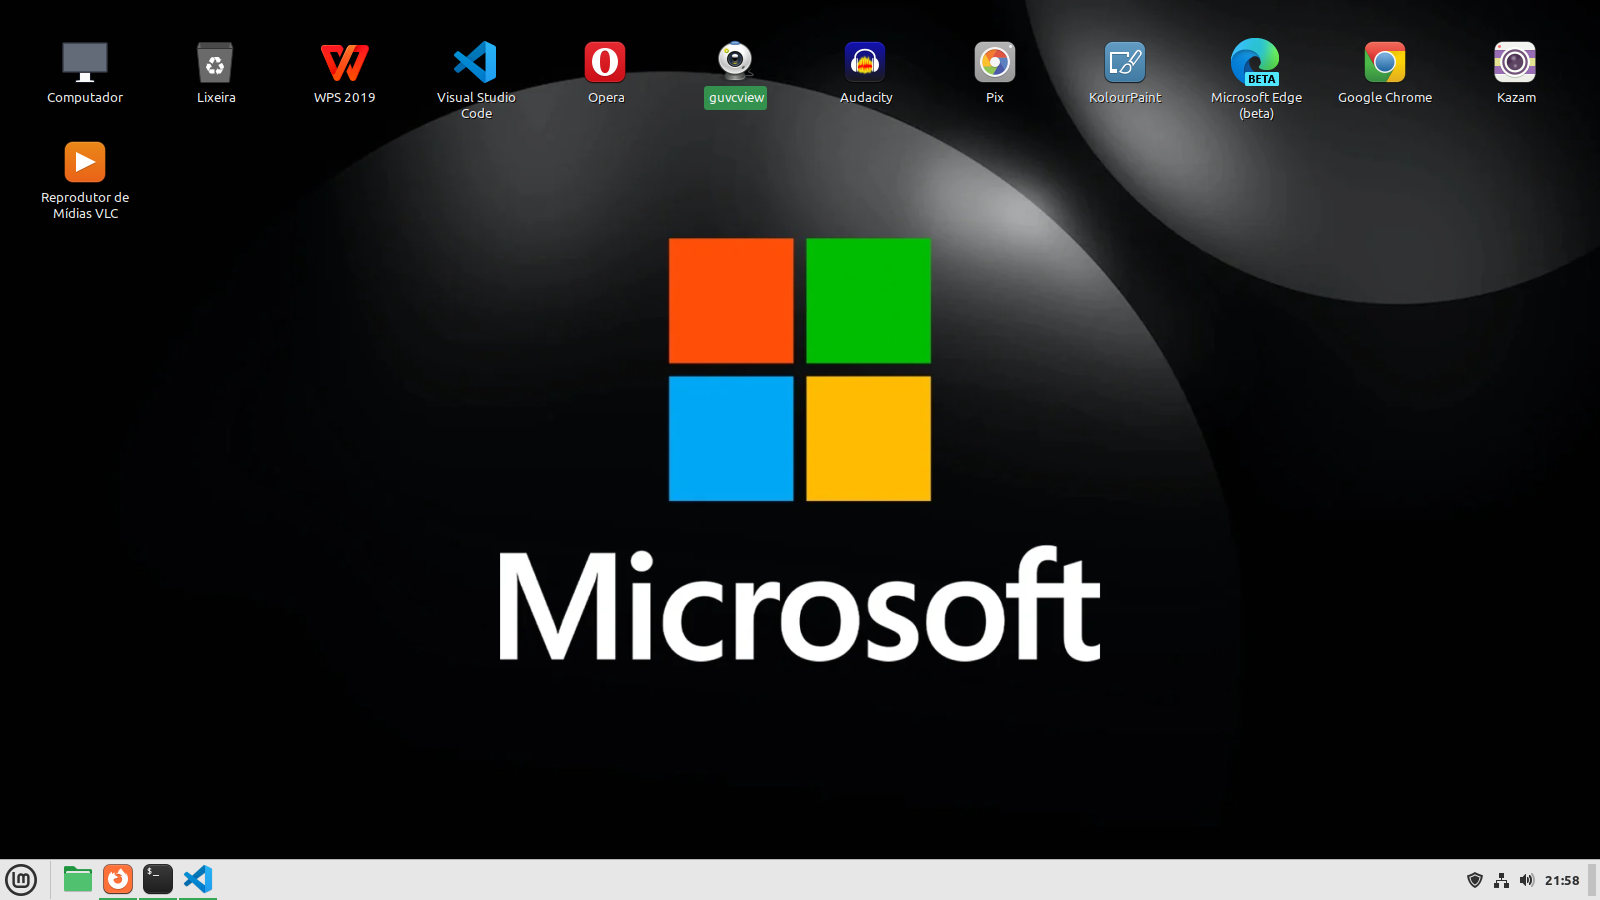 Computador
Lixeira
WPS 2019
Visual Studio
Code
Opera
guvcview
Audacity
Pix
KolourPaint
BETA
Microsoft Edge
(beta)
Google Chrome
Kazam
Reprodutor de
Mídias VLC
Microsoft
$_
21:58